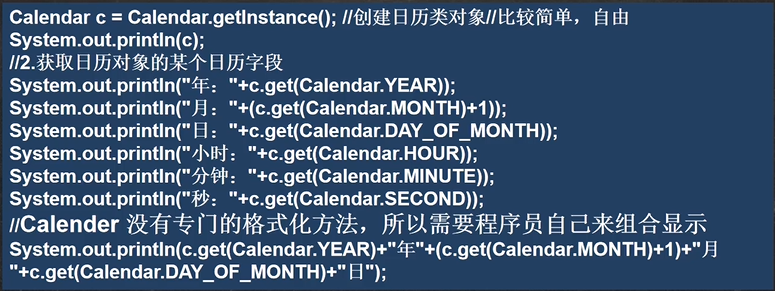 Calendar c = Calendar.getInstance(); //创建日历类对象//比较简单，自由
System.out.println(c);
//2.获取日历对象的某个日历字段
System.out.println("年："+c.get(Calendar.YEAR));
System.out.println("月："+(c.get(Calendar.MONTH)+1));
System.out.println("日："+c.get(Calendar.DAY_OF_MONTH));
System.out.println("小时："+c.get(Calendar.HOUR));
System.out.println("分钟："+c.get(Calendar.MINUTE));
System.out.println("秒："+c.get(Calendar.SECOND));
//Calender 没有专门的格式化方法，所以需要程序员自己来组合显示
System.out.println(c.get(Calendar.YEAR)+"年"+(c.get(Calendar.MONTH)+1)+"月
"+c.get(Calendar.DAY_OF_MONTH)+"日");